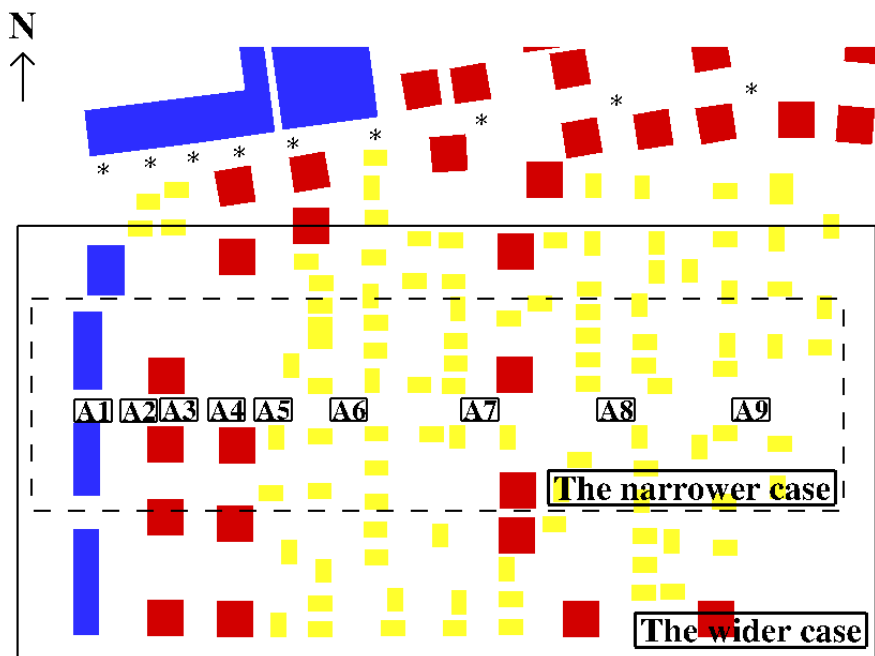 N
* * * * * * * * *
A1 A2 A3 A4 A5 A6 A7 A8 A9
The narrower case
The wider case